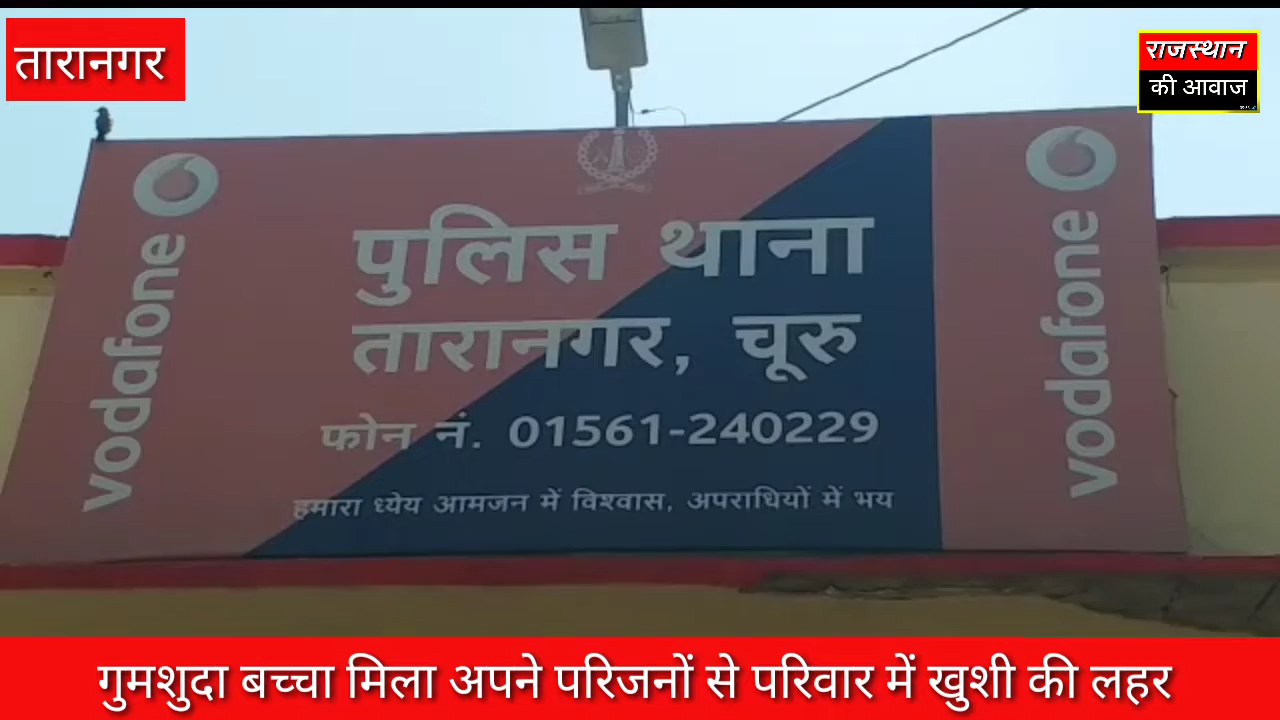 तारानगर
राजस्थान
की आवाज
vodafone
पुलिस थाना
तारानगर, चूरु
फोन नं. 01561-240229
हमारा ध्येय आमजन में विश्वास, अपराधियों में भय
vodafone
गुमशुदा बच्चा मिला अपने परिजनों से परिवार में खुशी की लहर